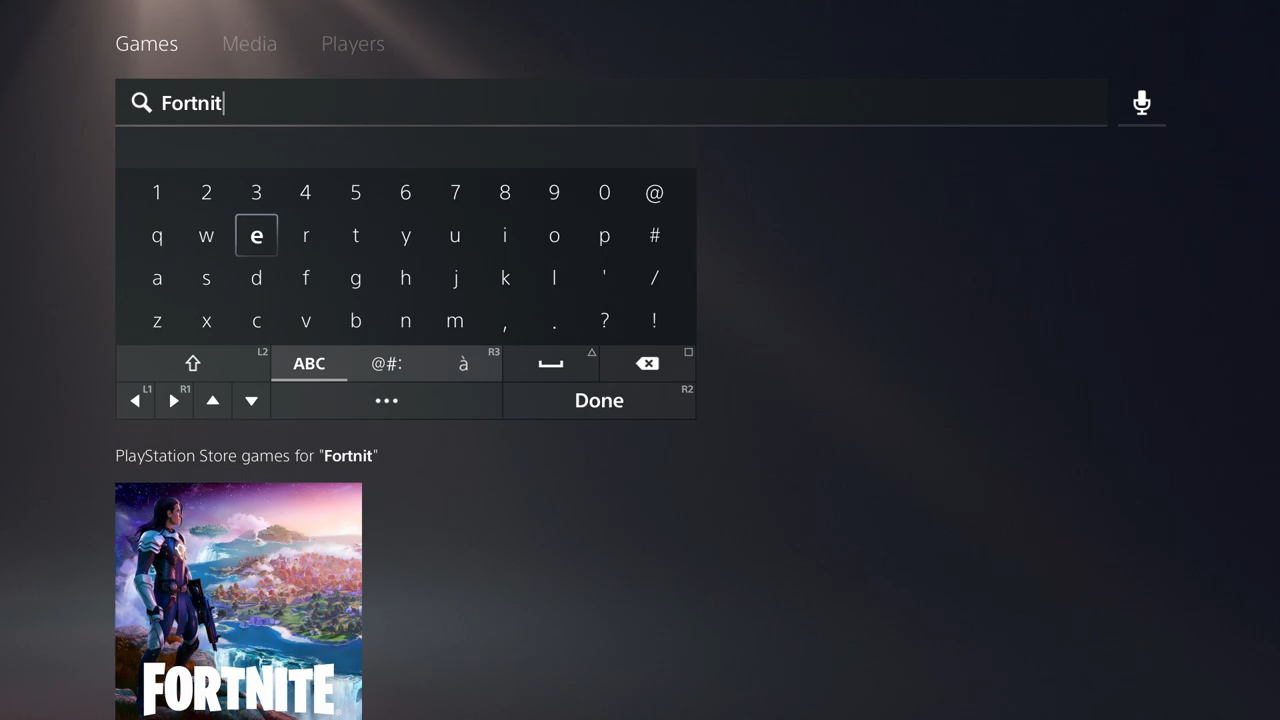 Games Media Players
Fortnit
1 2 3 4 5 6 7 8 9 0 @
q w e r t y u i o p #
a s d f g h j k l ' /
z x c v b n m , . ? !
L2 ABC @#: à R3
L1 R1 ... Done R2
PlayStation Store games for "Fortnit"
FORTNITE